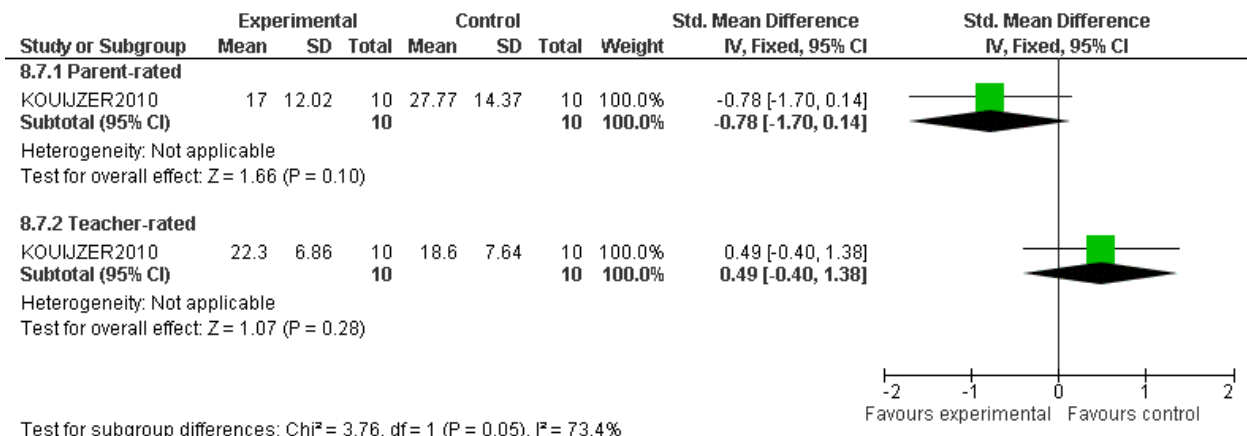 Experimental Control Std. Mean Difference Std. Mean Difference
Study or Subgroup Mean SD Total Mean SD Total Weight IV, Fixed, 95% CI IV, Fixed, 95% CI
8.7.1 Parent-rated
KOUIJZER2010 17 12.02 10 27.77 14.37 10 100.0% -0.78 [-1.70, 0.14]
Subtotal (95% CI) 10 10 100.0% -0.78 [-1.70, 0.14]
Heterogeneity: Not applicable
Test for overall effect: Z = 1.66 (P = 0.10)
8.7.2 Teacher-rated
KOUIJZER2010 22.3 6.86 10 18.6 7.64 10 100.0% 0.49 [-0.40, 1.38]
Subtotal (95% CI) 10 10 100.0% 0.49 [-0.40, 1.38]
Heterogeneity: Not applicable
Test for overall effect: Z = 1.07 (P = 0.28)
-2 -1 0 1 2
Favours experimental Favours control
Test for subgroup differences: Chi² = 3.76, df = 1 (P = 0.05), I² = 73.4%